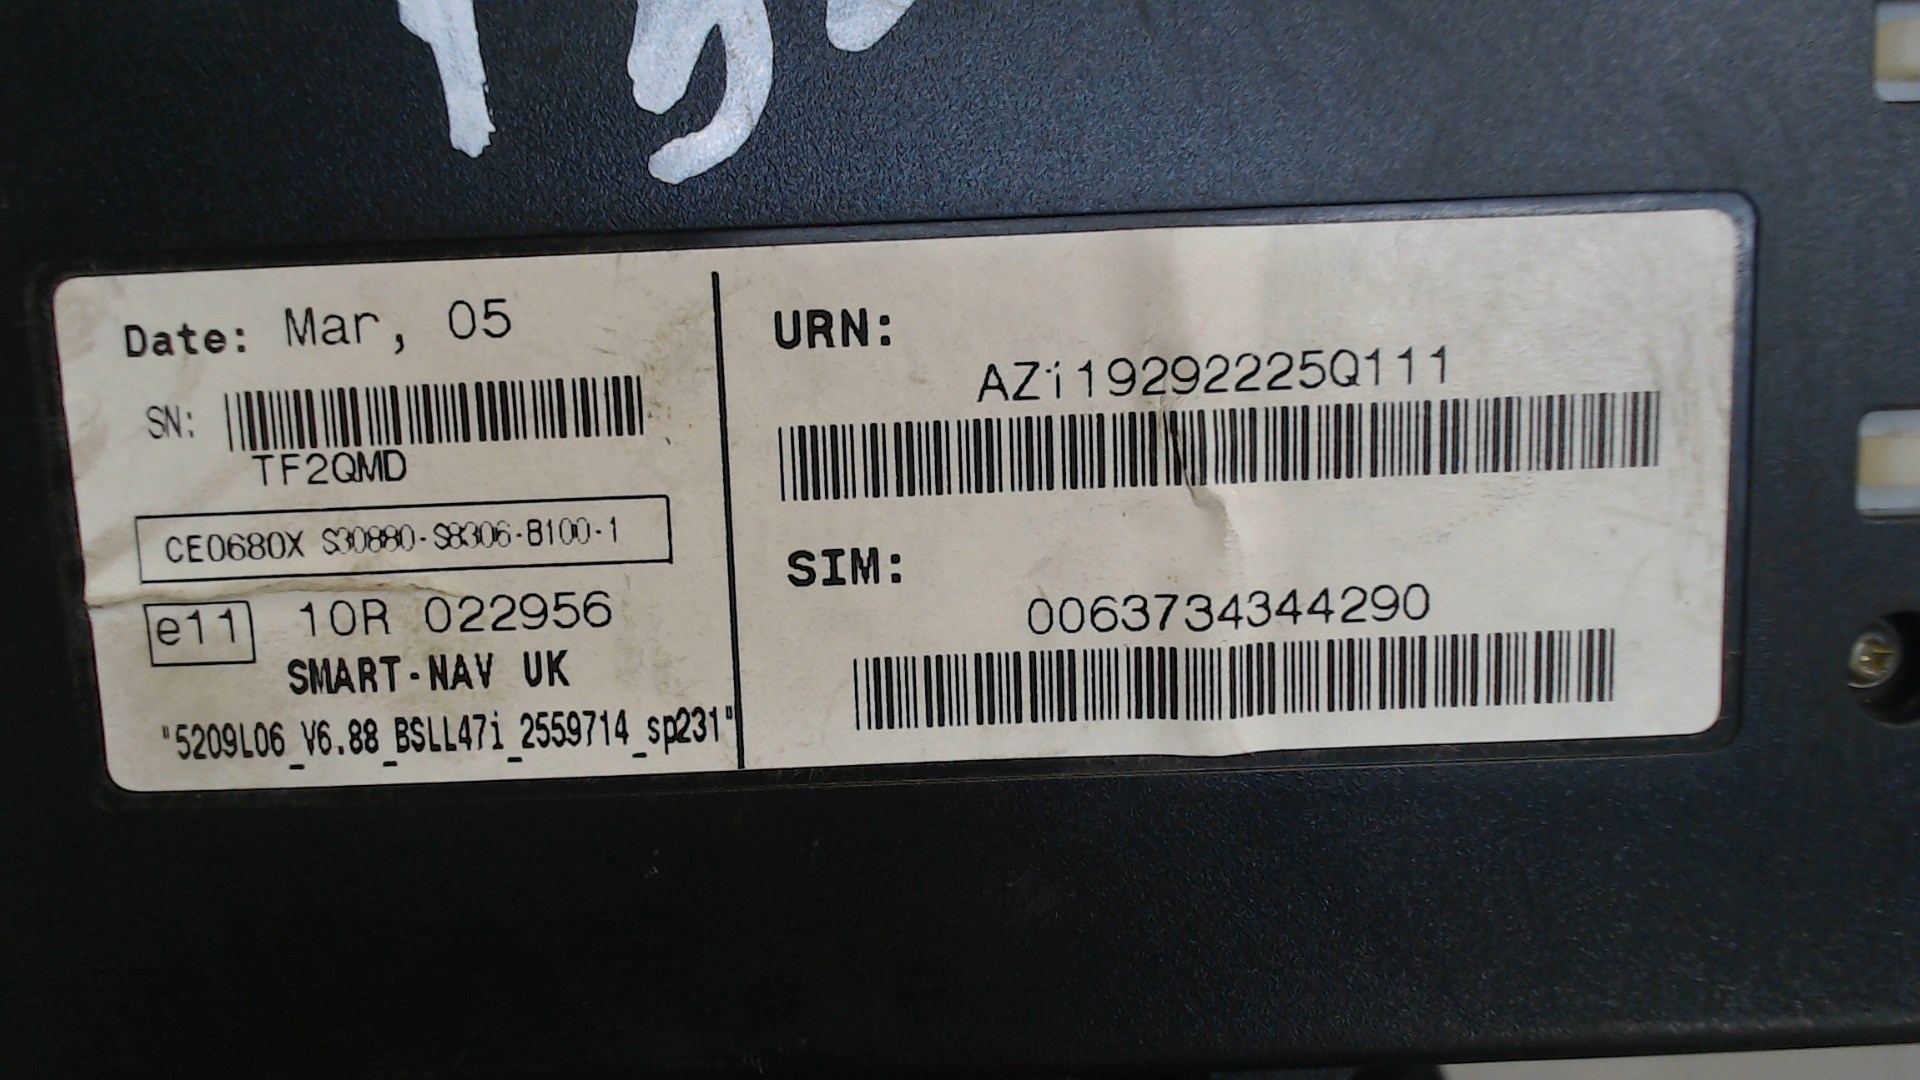 Date: Mar, 05
SN:
TF2QMD
CE0680X S30880-S8306-B100-1
e11 10R 022956
SMART-NAV UK
"5209L06_V6.88_BSLL47i_2559714_sp231"
URN:
AZi19292225Q111
SIM:
0063734344290